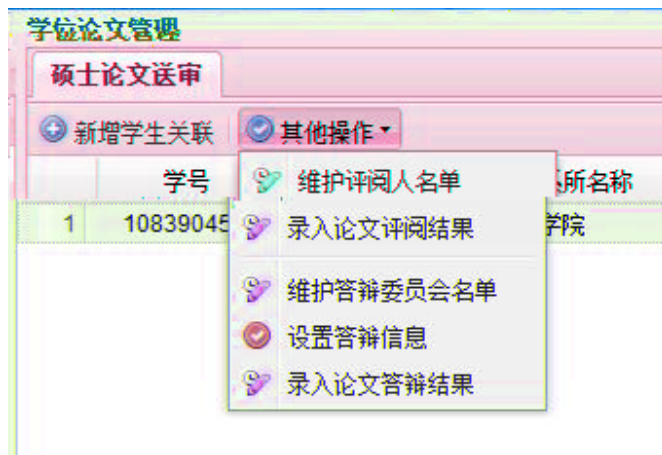 学位论文管理
硕士论文送审
新增学生关联 其他操作
学号 所名称
维护评阅人名单
1 10839045 学院
录入论文评阅结果
维护答辩委员会名单
设置答辩信息
录入论文答辩结果